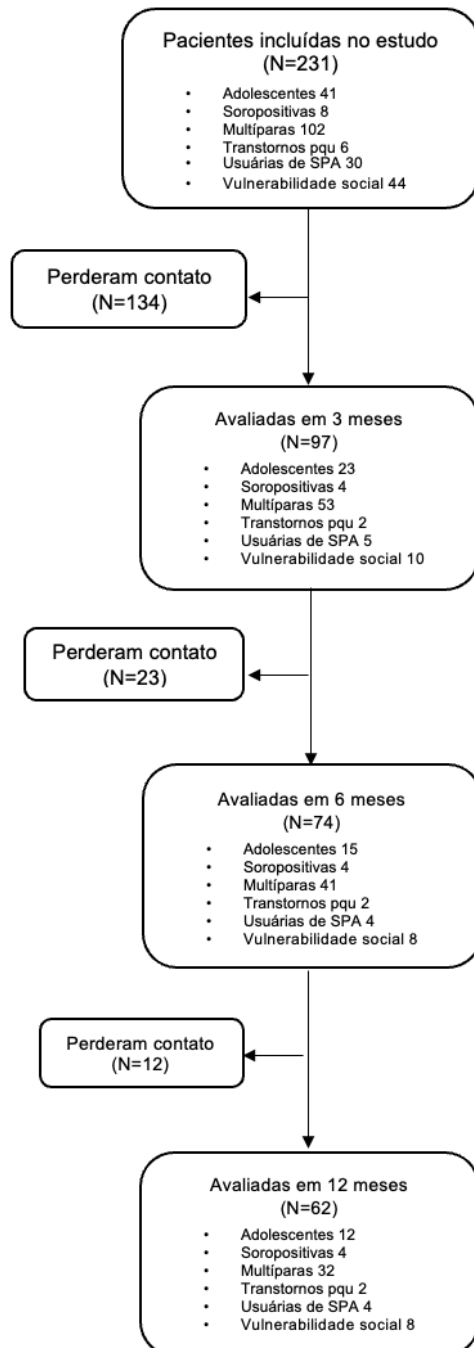 Pacientes incluídas no estudo
(N=231)
• Adolescentes 41
• Soropositivas 8
• Multíparas 102
• Transtornos pqu 6
• Usuárias de SPA 30
• Vulnerabilidade social 44
Perderam contato
(N=134)
Avaliadas em 3 meses
(N=97)
• Adolescentes 23
• Soropositivas 4
• Multíparas 53
• Transtornos pqu 2
• Usuárias de SPA 5
• Vulnerabilidade social 10
Perderam contato
(N=23)
Avaliadas em 6 meses
(N=74)
• Adolescentes 15
• Soropositivas 4
• Multíparas 41
• Transtornos pqu 2
• Usuárias de SPA 4
• Vulnerabilidade social 8
Perderam contato
(N=12)
Avaliadas em 12 meses
(N=62)
• Adolescentes 12
• Soropositivas 4
• Multíparas 32
• Transtornos pqu 2
• Usuárias de SPA 4
• Vulnerabilidade social 8